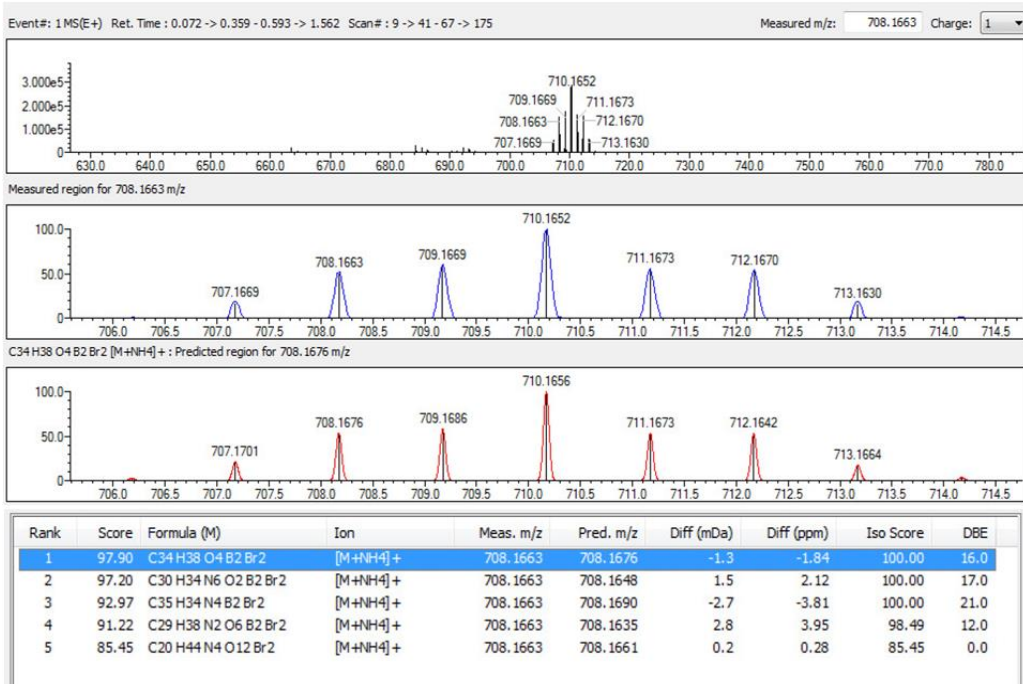 Event#: 1 MS(E+) Ret. Time : 0.072 -> 0.359 - 0.593 -> 1.562 Scan# : 9 -> 41 - 67 -> 175 Measured m/z: 708.1663 Charge: 1
3.000e5
2.000e5
1.000e5
0
710.1652
709.1669 711.1673
708.1663 712.1670
707.1669 713.1630
630.0 640.0 650.0 660.0 670.0 680.0 690.0 700.0 710.0 720.0 730.0 740.0 750.0 760.0 770.0 780.0
Measured region for 708.1663 m/z
100.0
50.0
0
707.1669 708.1663 709.1669 710.1652 711.1673 712.1670 713.1630
706.0 706.5 707.0 707.5 708.0 708.5 709.0 709.5 710.0 710.5 711.0 711.5 712.0 712.5 713.0 713.5 714.0 714.5
C34 H38 O4 B2 Br2 [M+NH4]+ : Predicted region for 708.1676 m/z
100.0
50.0
0
707.1701 708.1676 709.1686 710.1656 711.1673 712.1642 713.1664
706.0 706.5 707.0 707.5 708.0 708.5 709.0 709.5 710.0 710.5 711.0 711.5 712.0 712.5 713.0 713.5 714.0 714.5
Rank Score Formula (M) Ion Meas. m/z Pred. m/z Diff (mDa) Diff (ppm) Iso Score DBE
1 97.90 C34 H38 O4 B2 Br2 [M+NH4]+ 708.1663 708.1676 -1.3 -1.84 100.00 16.0
2 97.20 C30 H34 N6 O2 B2 Br2 [M+NH4]+ 708.1663 708.1648 1.5 2.12 100.00 17.0
3 92.97 C35 H34 N4 B2 Br2 [M+NH4]+ 708.1663 708.1690 -2.7 -3.81 100.00 21.0
4 91.22 C29 H38 N2 O6 B2 Br2 [M+NH4]+ 708.1663 708.1635 2.8 3.95 98.49 12.0
5 85.45 C20 H44 N4 O12 Br2 [M+NH4]+ 708.1663 708.1661 0.2 0.28 85.45 0.0